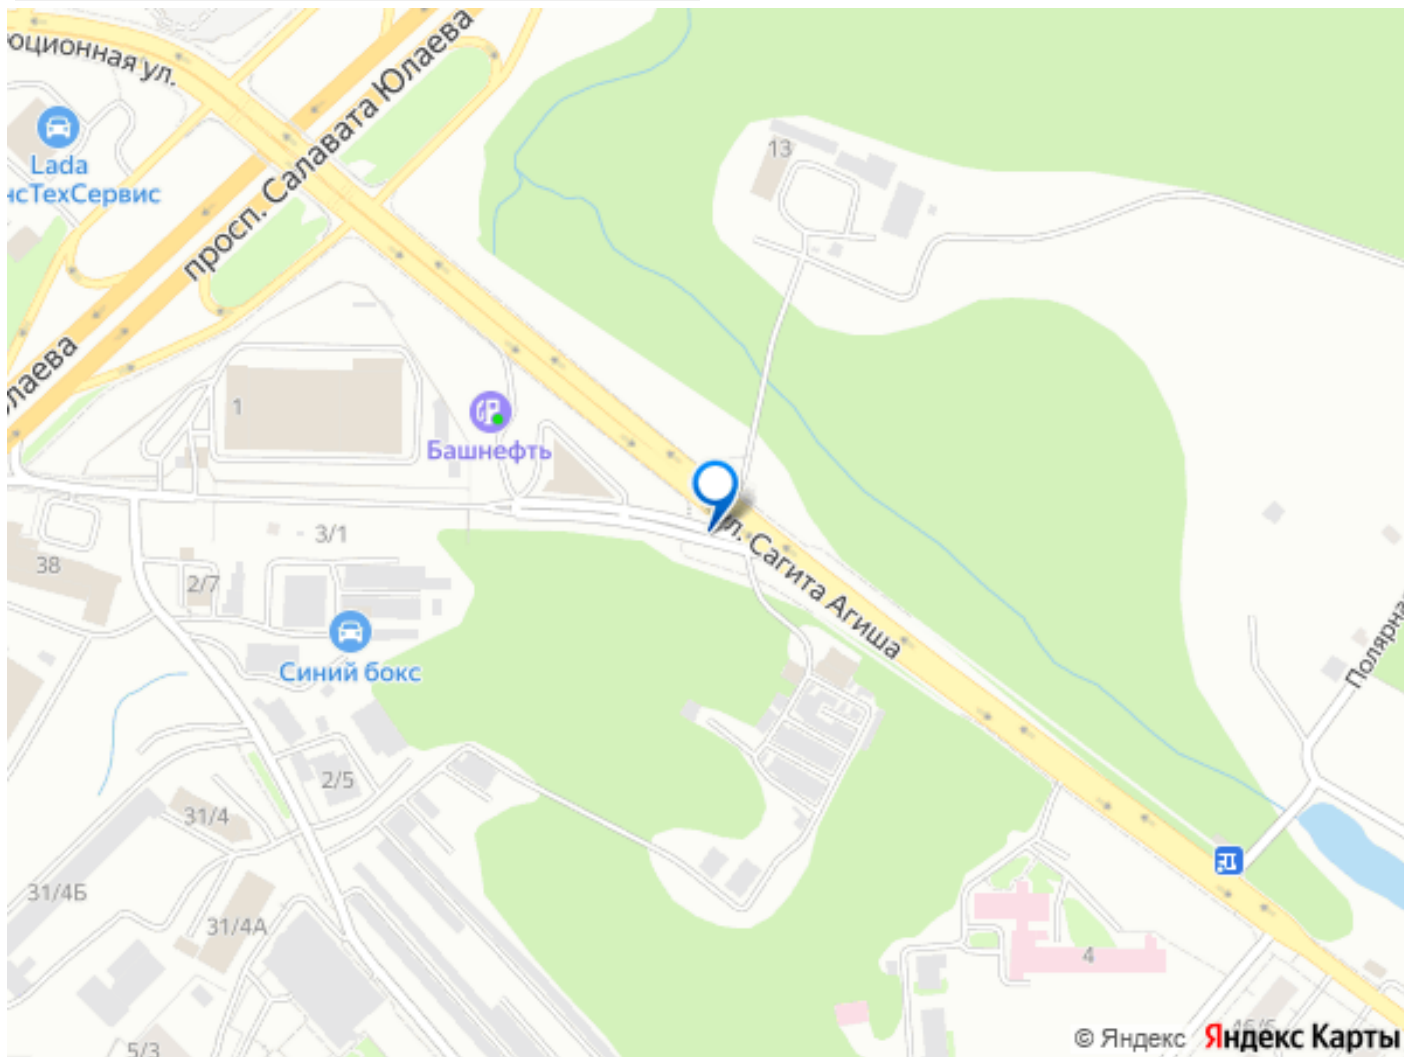 юционная ул.
просп. Салавата Юлаева
Lada
нсТехСервис
13
лаева
1
Башнефть
3/1
38
2/7
Синий бокс
ул. Сагита Агиша
Полярна
2/5
31/4
31/4Б
31/4А
4
5/3
© Яндекс Яндекс Карты